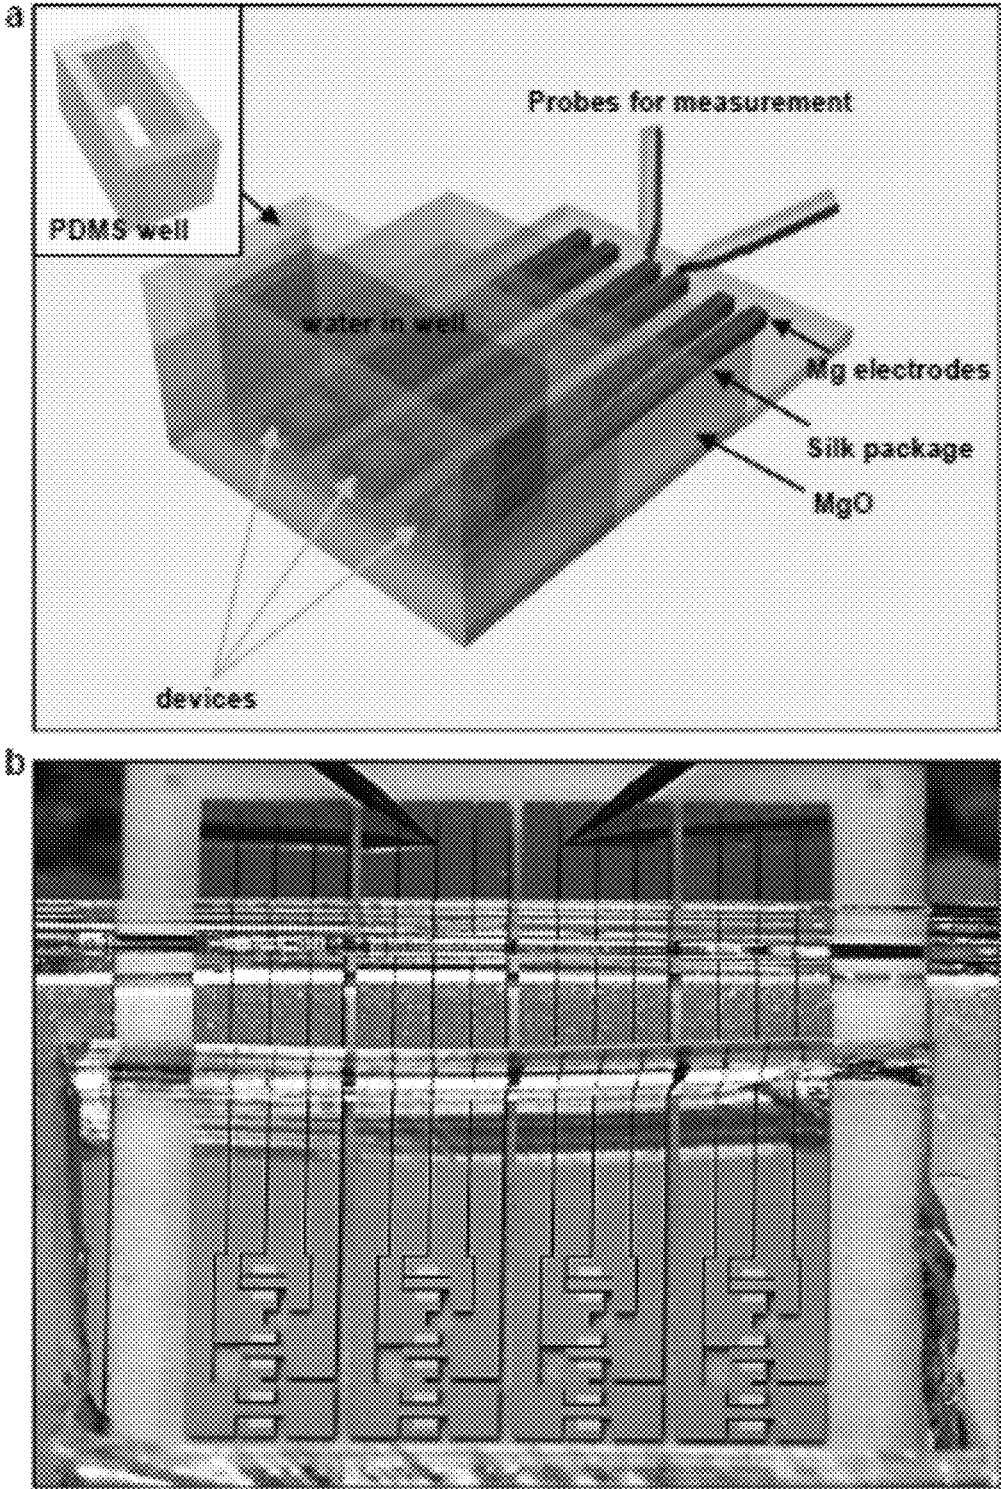 a
PDMS well
Probes for measurement
water in well
Mg electrodes
Silk package
MgO
devices
b